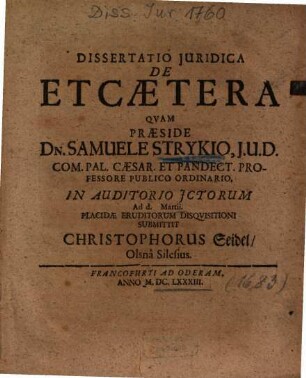 Diss. Jur 1760
DISSERTATIO JURIDICA
DE
ETCÆTERA
QVAM
PRÆSIDE
DN. SAMUELE STRYKIO, J.U.D.
COM. PAL. CÆSAR. ET PANDECT. PRO-
FESSORE PUBLICO ORDINARIO,
IN AUDITORIO JCTORUM
Ad d. Martii.
PLACIDÆ ERUDITORUM DISQVISITIONI
SUBMITTIT
CHRISTOPHORUS Seidel/
Olsnâ Silesius.
FRANCOFURTI AD ODERAM,
ANNO M. DC. LXXXIII.
(1683)